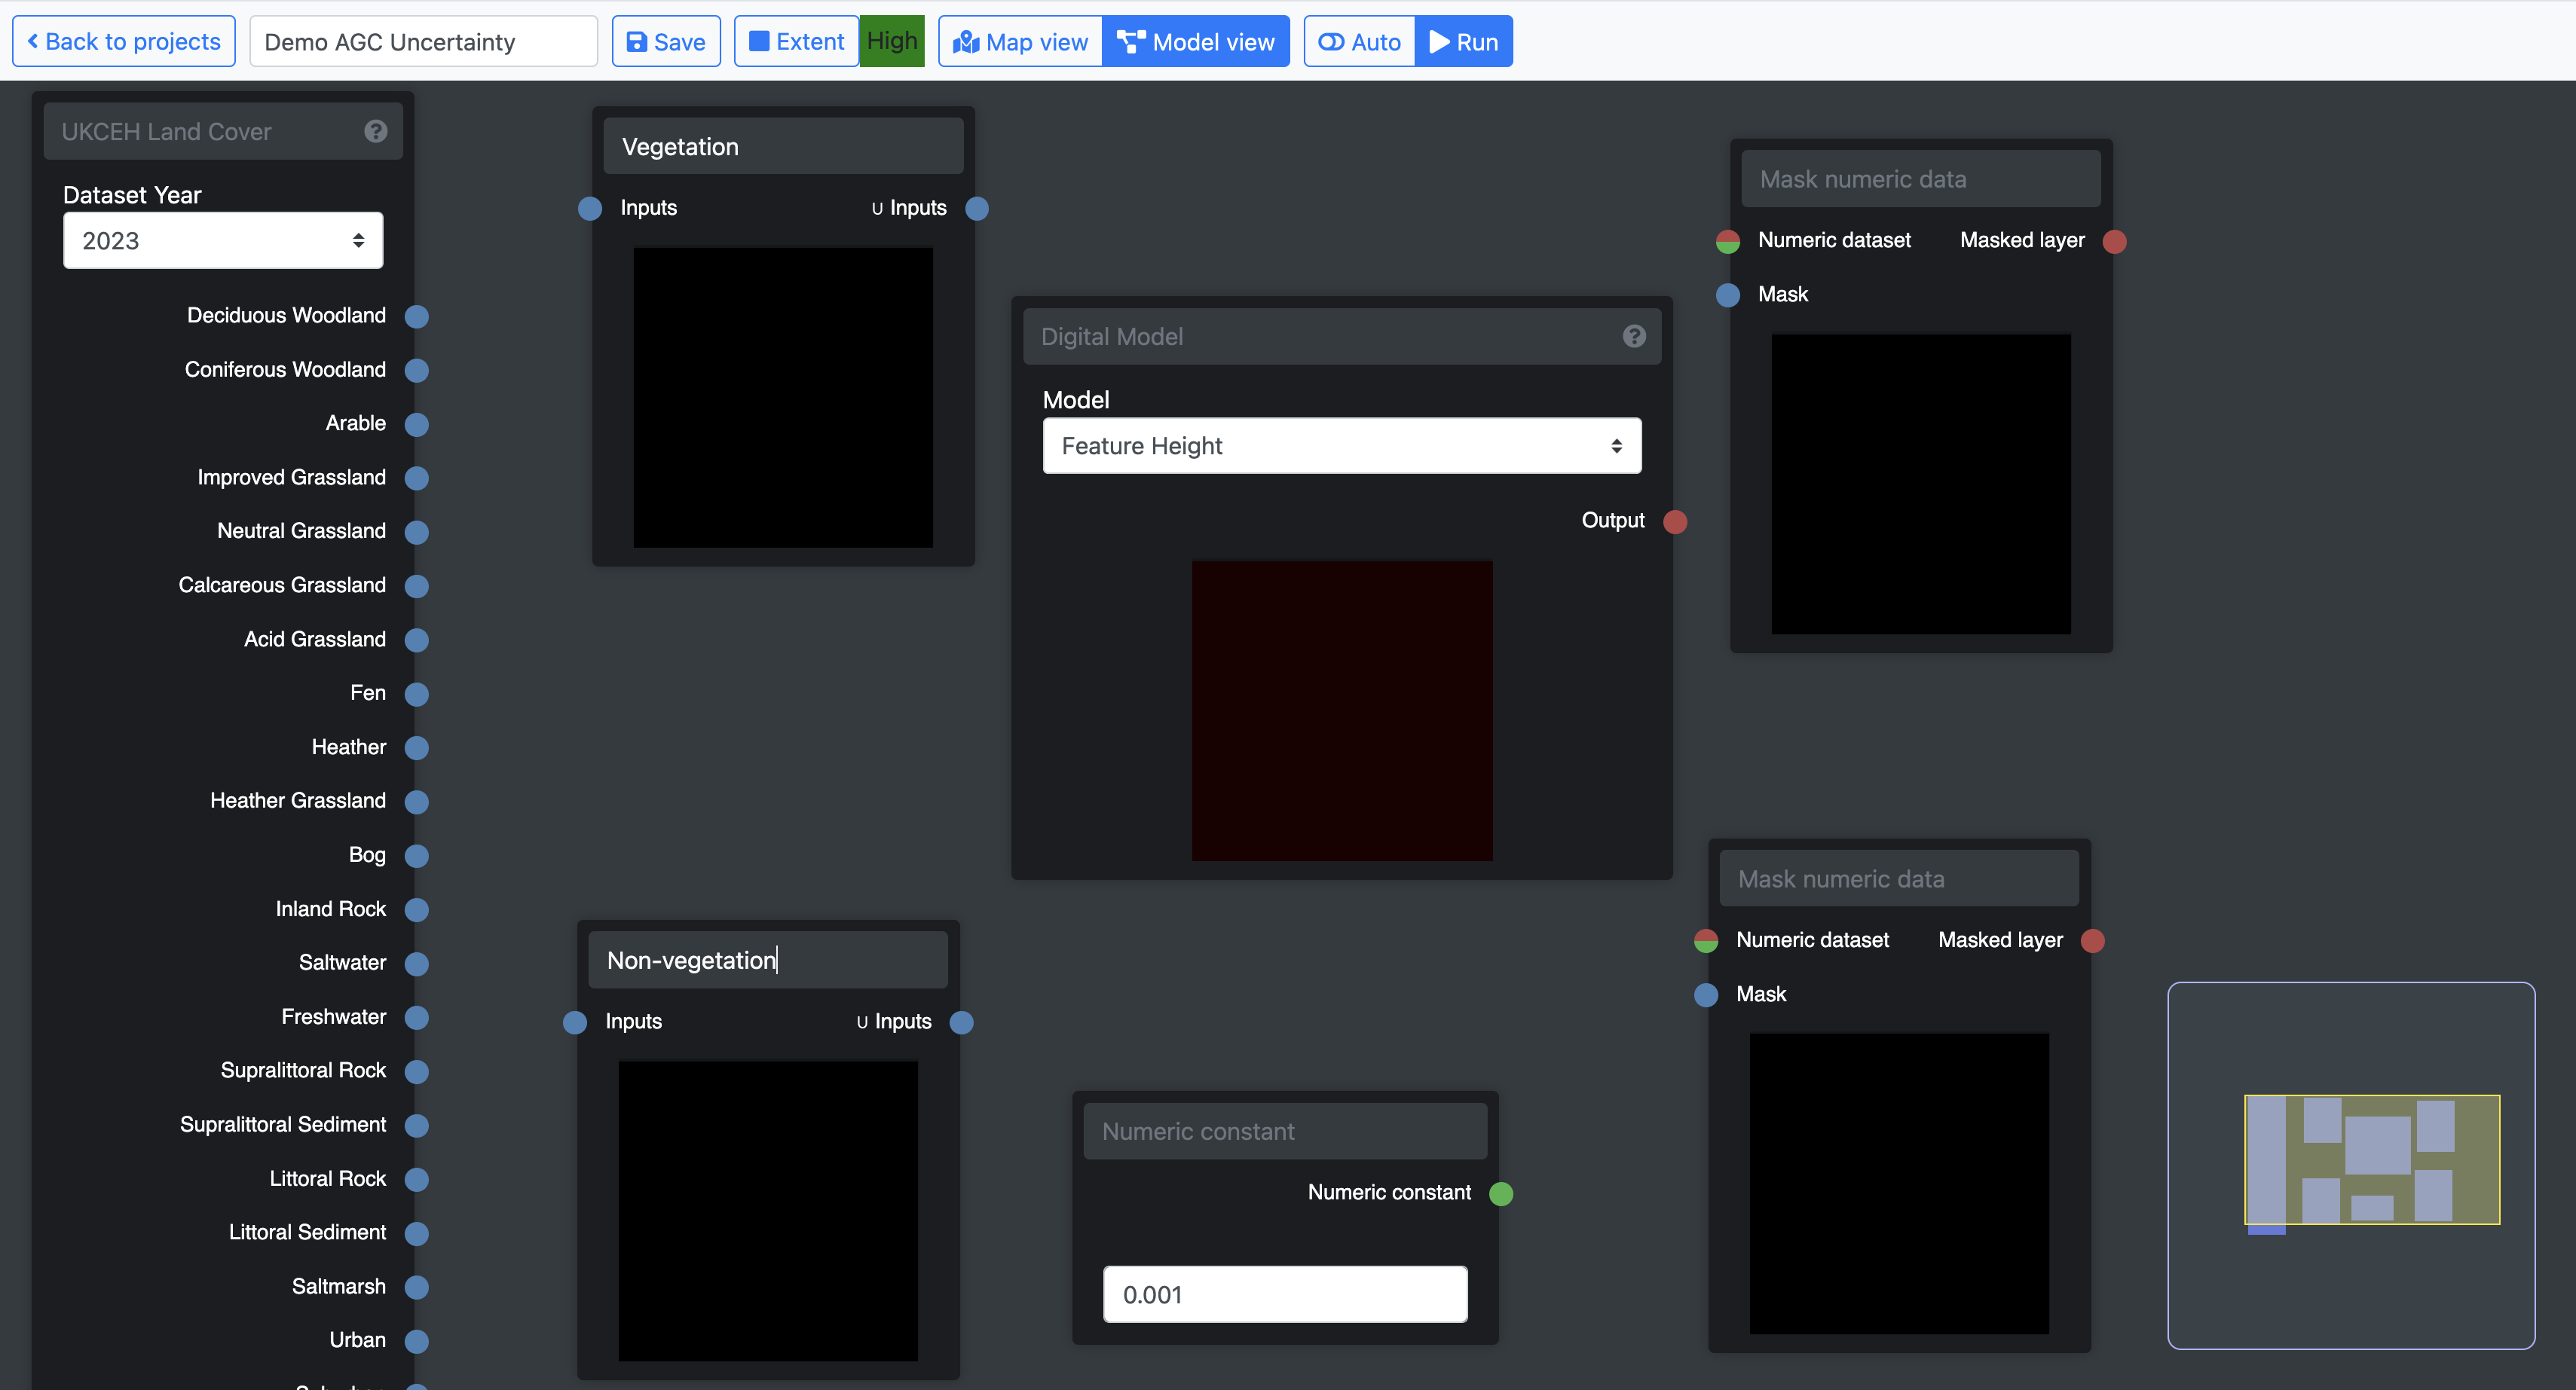 Back to projects
Demo AGC Uncertainty
Save
Extent
High
Map view
Model view
Auto
Run
UKCEH Land Cover
Dataset Year
2023
Deciduous Woodland
Coniferous Woodland
Arable
Improved Grassland
Neutral Grassland
Calcareous Grassland
Acid Grassland
Fen
Heather
Heather Grassland
Bog
Inland Rock
Saltwater
Freshwater
Supralittoral Rock
Supralittoral Sediment
Littoral Rock
Littoral Sediment
Saltmarsh
Urban
Vegetation
Inputs
∪ Inputs
Non-vegetation
Inputs
∪ Inputs
Digital Model
Model
Feature Height
Output
Numeric constant
Numeric constant
0.001
Mask numeric data
Numeric dataset
Masked layer
Mask
Mask numeric data
Numeric dataset
Masked layer
Mask